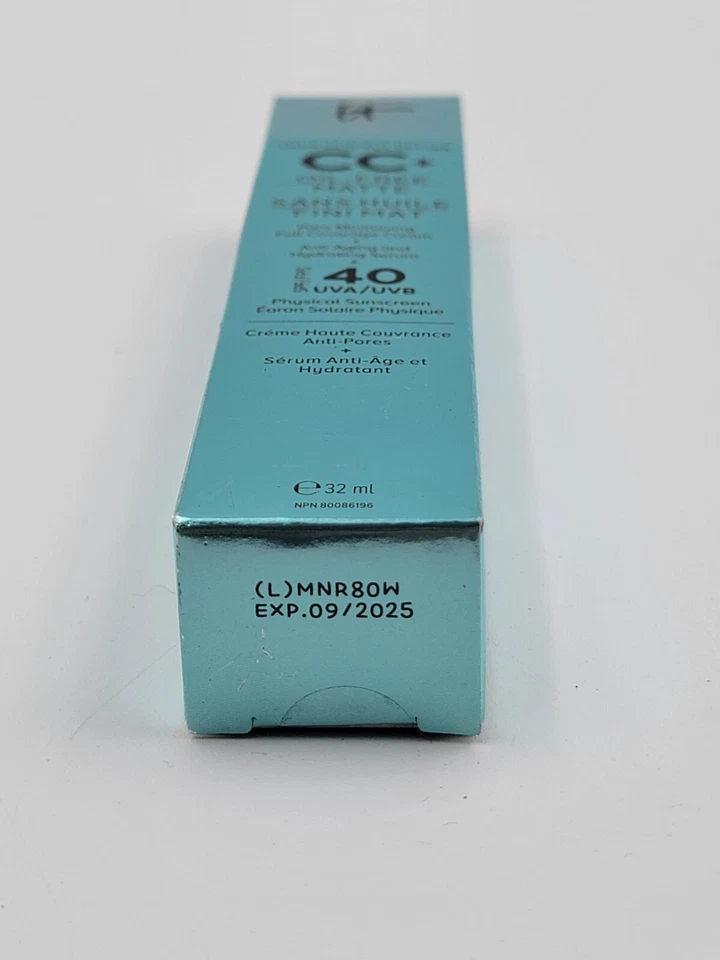 CC+
OIL-FREE
MATTE
SANS HUILE
FINI MAT
Pore Minimizing
Full Coverage Cream
+
Anti-Aging and
Hydrating Serum
+
SPF/FPS 40
UVA/UVB
Physical Sunscreen
Écran Solaire Physique
Crème Haute Couvrance
Anti-Pores
+
Sérum Anti-Âge et
Hydratant
℮ 32 ml
NPN 80086196
(L)MNR80W
EXP.09/2025